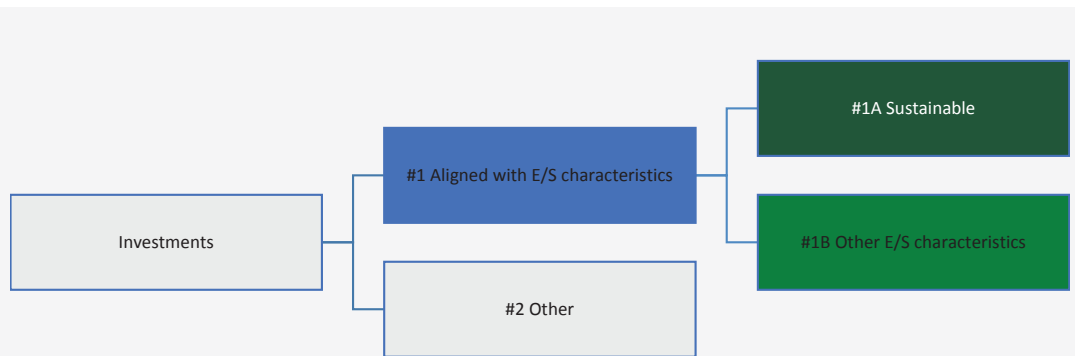 #1A Sustainable
#1 Aligned with E/S characteristics
Investments
#1B Other E/S characteristics
#2 Other